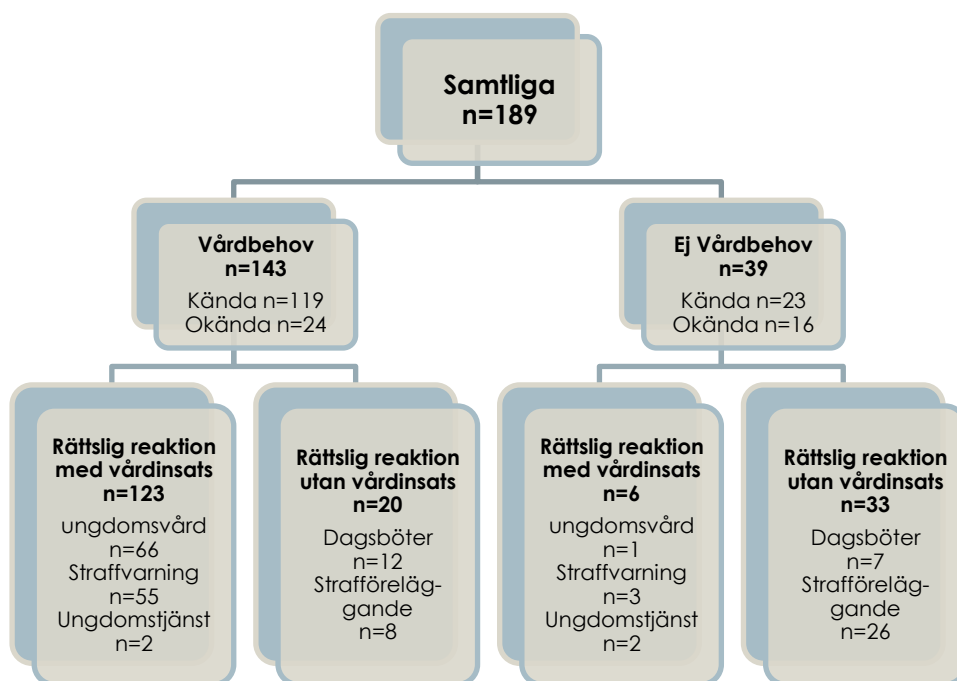 Samtliga
n=189
Vårdbehov
n=143
Kända n=119
Okända n=24
Ej Vårdbehov
n=39
Kända n=23
Okända n=16
Rättslig reaktion
med vårdinsats
n=123
ungdomsvård
n=66
Straffvarning
n=55
Ungdomstjänst
n=2
Rättslig reaktion
utan vårdinsats
n=20
Dagsböter
n=12
Strafföreläg-
gande
n=8
Rättslig reaktion
med vårdinsats
n=6
ungdomsvård
n=1
Straffvarning
n=3
Ungdomstjänst
n=2
Rättslig reaktion
utan vårdinsats
n=33
Dagsböter
n=7
Strafföreläg-
gande
n=26